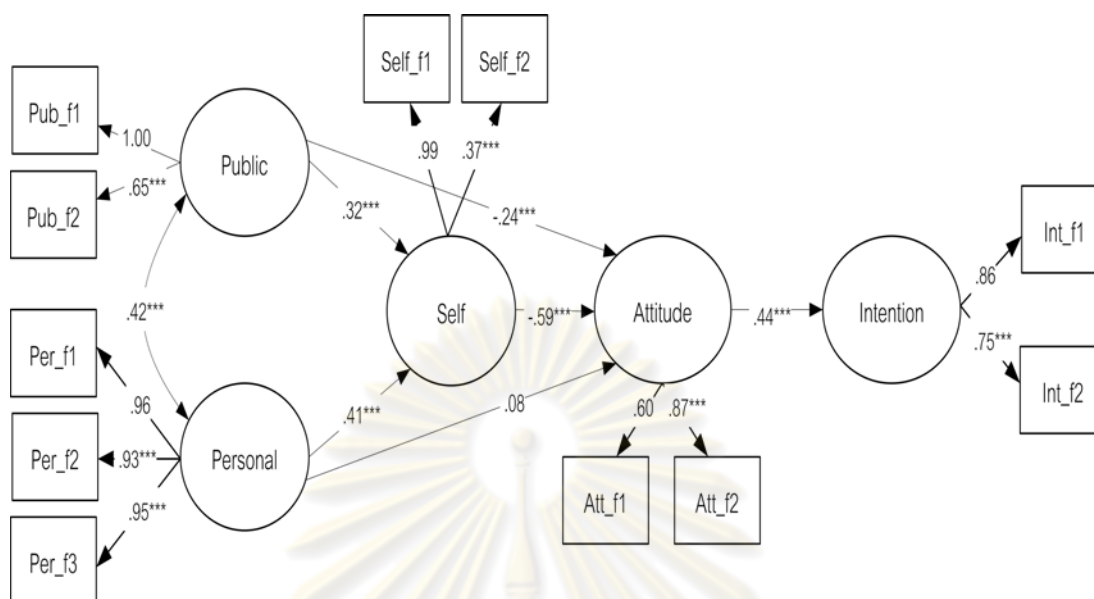 Self_f1
Self_f2
Pub_f1
1.00
Public
.99
.37***
Pub_f2
.65***
.32***
-.24***
Int_f1
.86
.42***
Self
-.59***
Attitude
.44***
Intention
.75***
Int_f2
Per_f1
.96
.41***
.08
.60
.87***
Per_f2
.93***
Personal
Att_f1
Att_f2
.95***
Per_f3